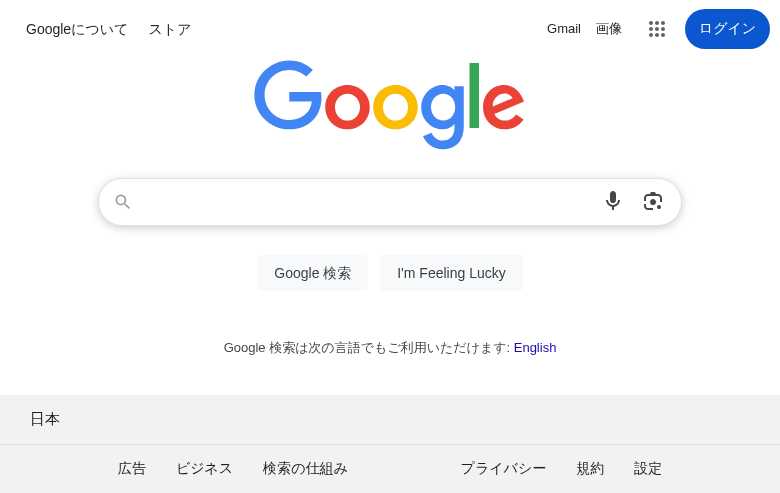 Googleについて ストア Gmail 画像 ログイン
Google
Google 検索 I'm Feeling Lucky
Google 検索は次の言語でもご利用いただけます: English
日本
広告 ビジネス 検索の仕組み プライバシー 規約 設定